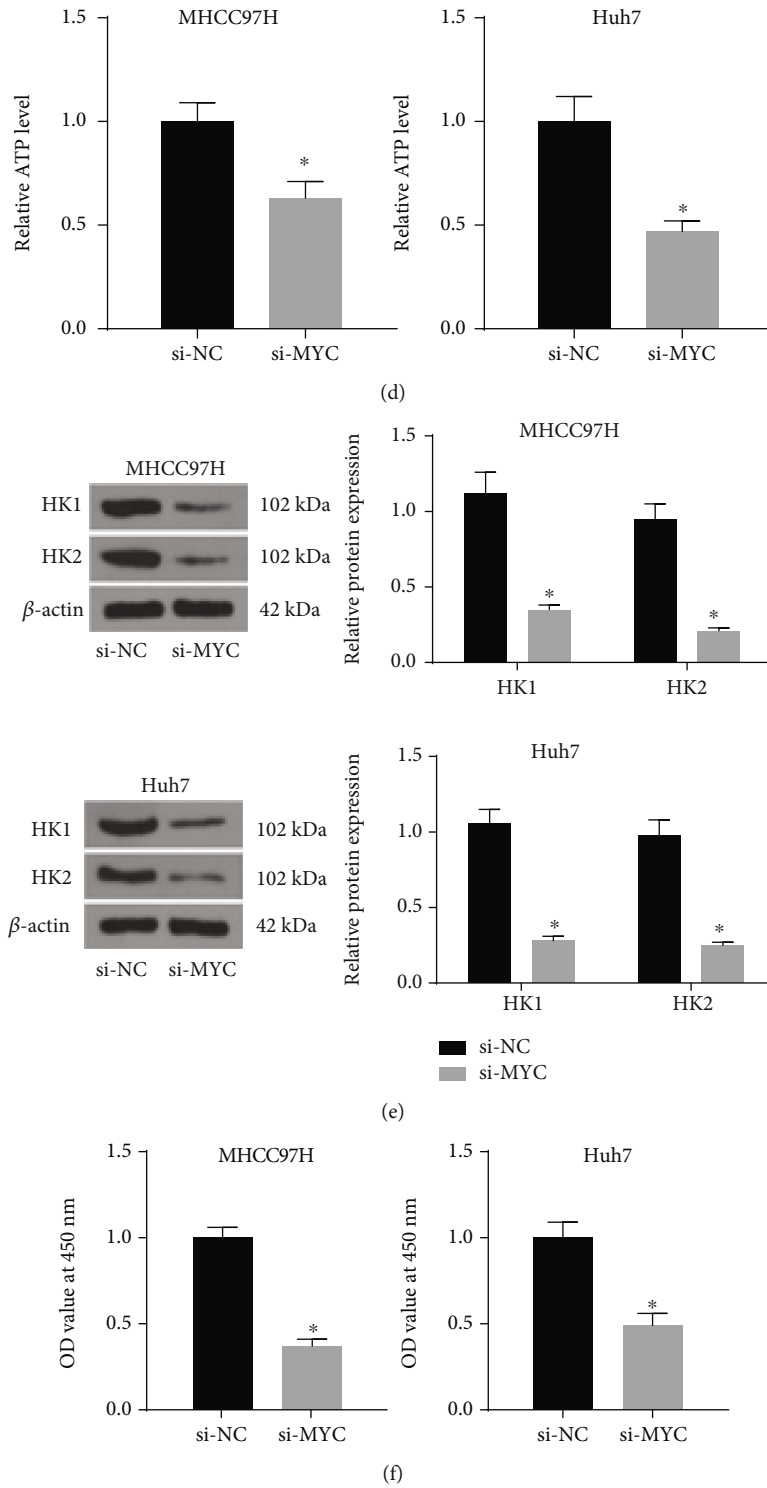 MHCC97H
1.5
1.0
0.5
0.0
Relative ATP level
*
si-NC
si-MYC
Huh7
1.5
1.0
0.5
0.0
Relative ATP level
*
si-NC
si-MYC
(d)
MHCC97H
HK1
102 kDa
HK2
102 kDa
β-actin
42 kDa
si-NC
si-MYC
MHCC97H
1.5
1.0
0.5
0.0
Relative protein expression
*
*
HK1
HK2
Huh7
HK1
102 kDa
HK2
102 kDa
β-actin
42 kDa
si-NC
si-MYC
Huh7
1.5
1.0
0.5
0.0
Relative protein expression
*
*
HK1
HK2
si-NC
si-MYC
(e)
MHCC97H
1.5
1.0
0.5
0.0
OD value at 450 nm
*
si-NC
si-MYC
Huh7
1.5
1.0
0.5
0.0
OD value at 450 nm
*
si-NC
si-MYC
(f)